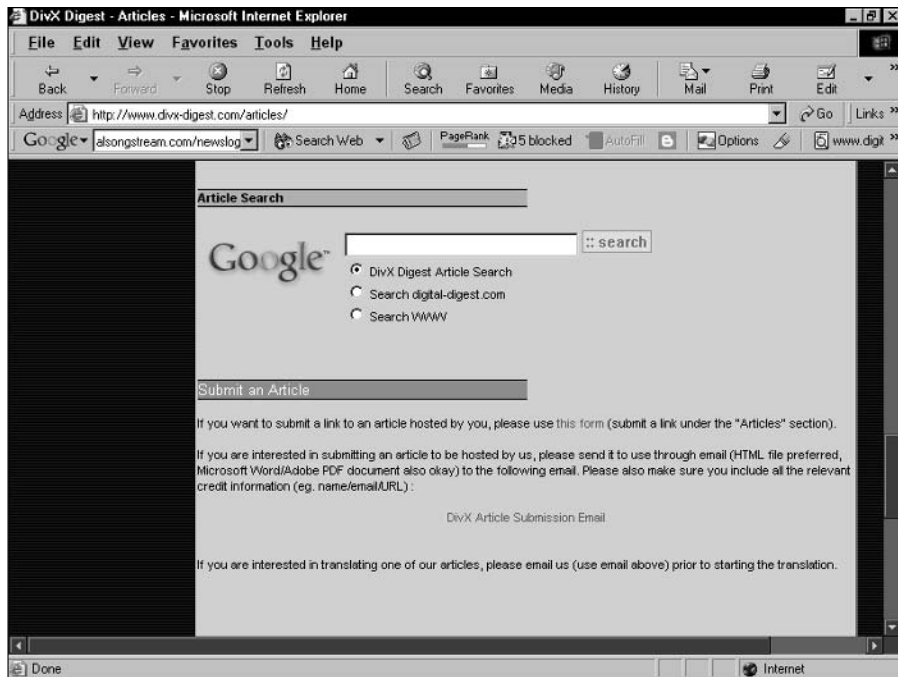 DivX Digest - Articles - Microsoft Internet Explorer
File Edit View Favorites Tools Help
Back Forward Stop Refresh Home Search Favorites Media History Mail Print Edit
Address http://www.divx-digest.com/articles/ Go Links
Google alsongstream.com/newslog Search Web PageRank 25 blocked AutoFill Options www.digit
Article Search
Google™ :: search
DivX Digest Article Search
Search digital-digest.com
Search WWW
Submit an Article
If you want to submit a link to an article hosted by you, please use this form (submit a link under the "Articles" section).
If you are interested in submitting an article to be hosted by us, please send it to use through email (HTML file preferred,
Microsoft Word/Adobe PDF document also okay) to the following email. Please also make sure you include all the relevant
credit information (eg. name/email/URL) :
DivX Article Submission Email
If you are interested in translating one of our articles, please email us (use email above) prior to starting the translation.
Done Internet